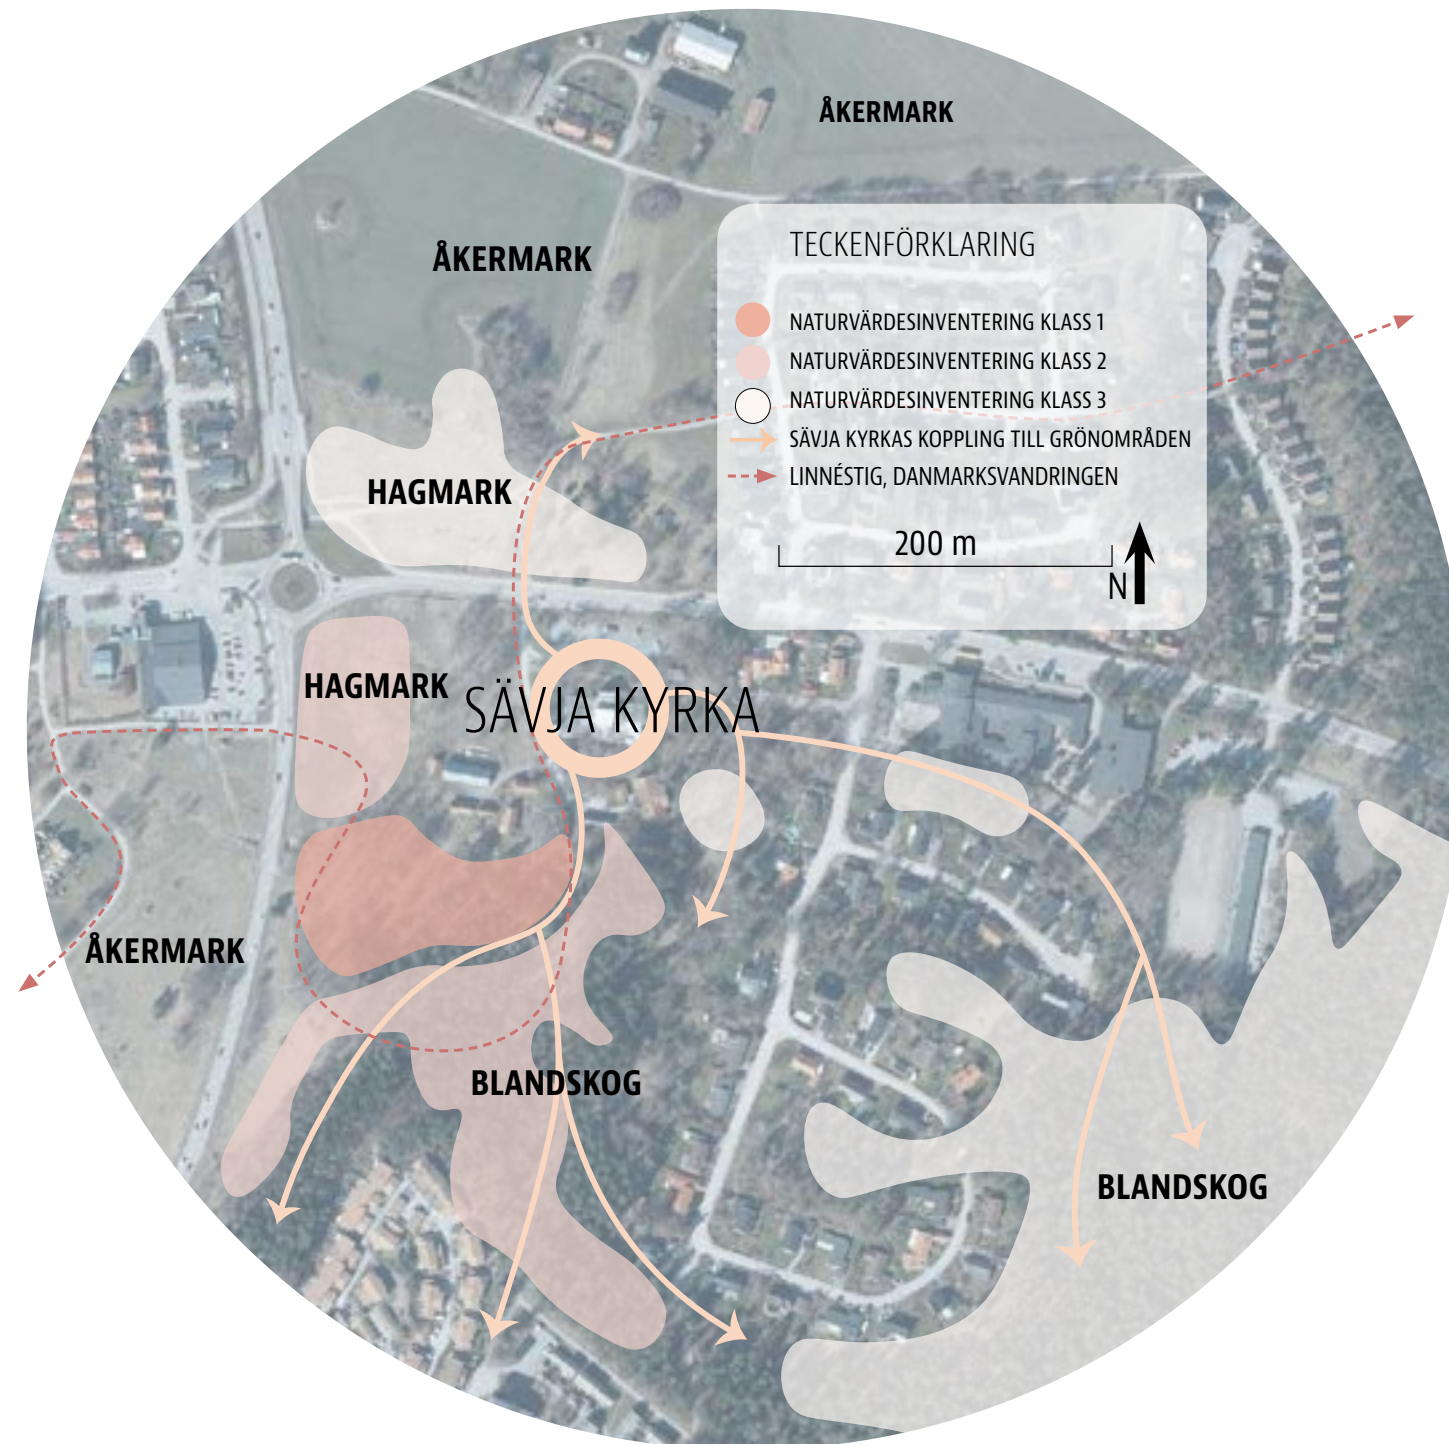 ÅKERMARK
ÅKERMARK
TECKENFÖRKLARING
NATURVÄRDESINVENTERING KLASS 1
NATURVÄRDESINVENTERING KLASS 2
NATURVÄRDESINVENTERING KLASS 3
SÄVJA KYRKAS KOPPLING TILL GRÖNOMRÅDEN
LINNÉSTIG, DANMARKSVANDRINGEN
200 m
N
HAGMARK
HAGMARK
SÄVJA KYRKA
ÅKERMARK
BLANDSKOG
BLANDSKOG